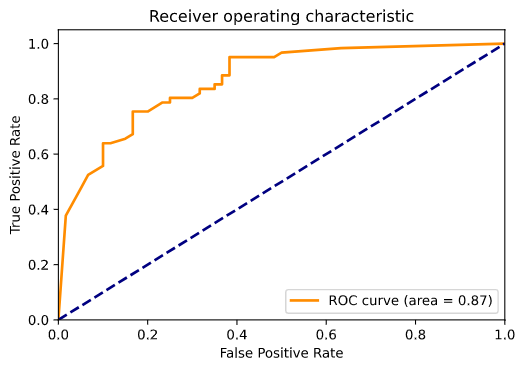 Receiver operating characteristic
True Positive Rate
1.0
0.8
0.6
0.4
0.2
0.0
ROC curve (area = 0.87)
0.0 0.2 0.4 0.6 0.8 1.0
False Positive Rate